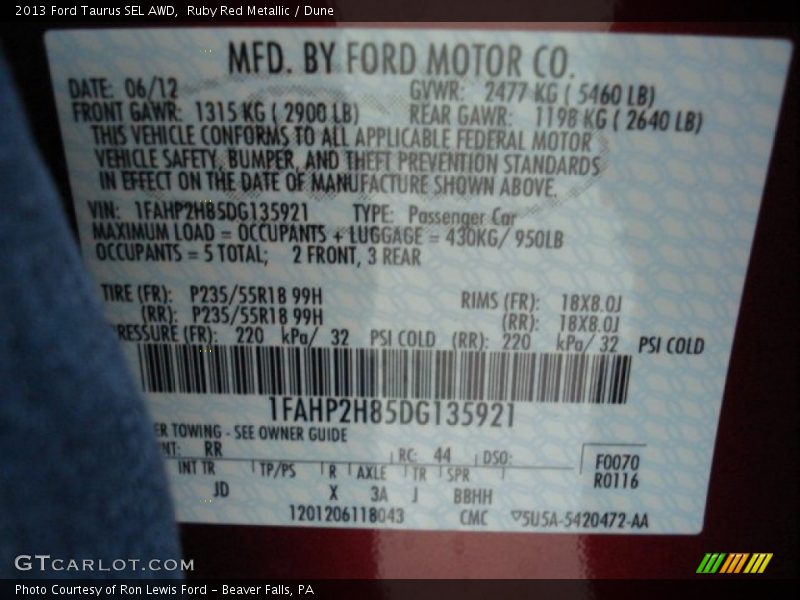 2013 Ford Taurus SEL AWD, Ruby Red Metallic / Dune
MFD. BY FORD MOTOR CO.
DATE: 06/12 GVWR: 2477 KG ( 5460 LB)
FRONT GAWR: 1315 KG ( 2900 LB) REAR GAWR: 1198 KG ( 2640 LB)
THIS VEHICLE CONFORMS TO ALL APPLICABLE FEDERAL MOTOR
VEHICLE SAFETY, BUMPER, AND THEFT PREVENTION STANDARDS
IN EFFECT ON THE DATE OF MANUFACTURE SHOWN ABOVE.
VIN: 1FAHP2H85DG135921 TYPE: Passenger Car
MAXIMUM LOAD = OCCUPANTS + LUGGAGE = 430KG/ 950LB
OCCUPANTS = 5 TOTAL; 2 FRONT, 3 REAR
TIRE (FR): P235/55R18 99H RIMS (FR): 18X8.0J
(RR): P235/55R18 99H (RR): 18X8.0J
PRESSURE (FR): 220 kPa/ 32 PSI COLD (RR): 220 kPa/ 32 PSI COLD
1FAHP2H85DG135921
ER TOWING - SEE OWNER GUIDE
NT: RR RC: 44 DSO: F0070
INT TR TP/PS R AXLE TR SPR R0116
JD X 3A J BBHH
1201206118043 CMC ▽5U5A-5420472-AA
GTCARLOT.COM
Photo Courtesy of Ron Lewis Ford - Beaver Falls, PA